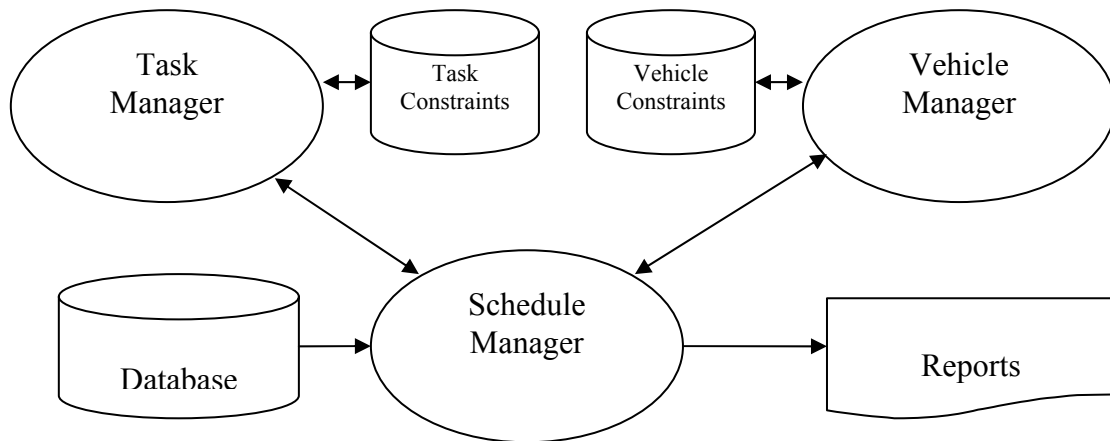 Task
Manager
Task
Constraints
Vehicle
Constraints
Vehicle
Manager
Schedule
Manager
Database
Reports